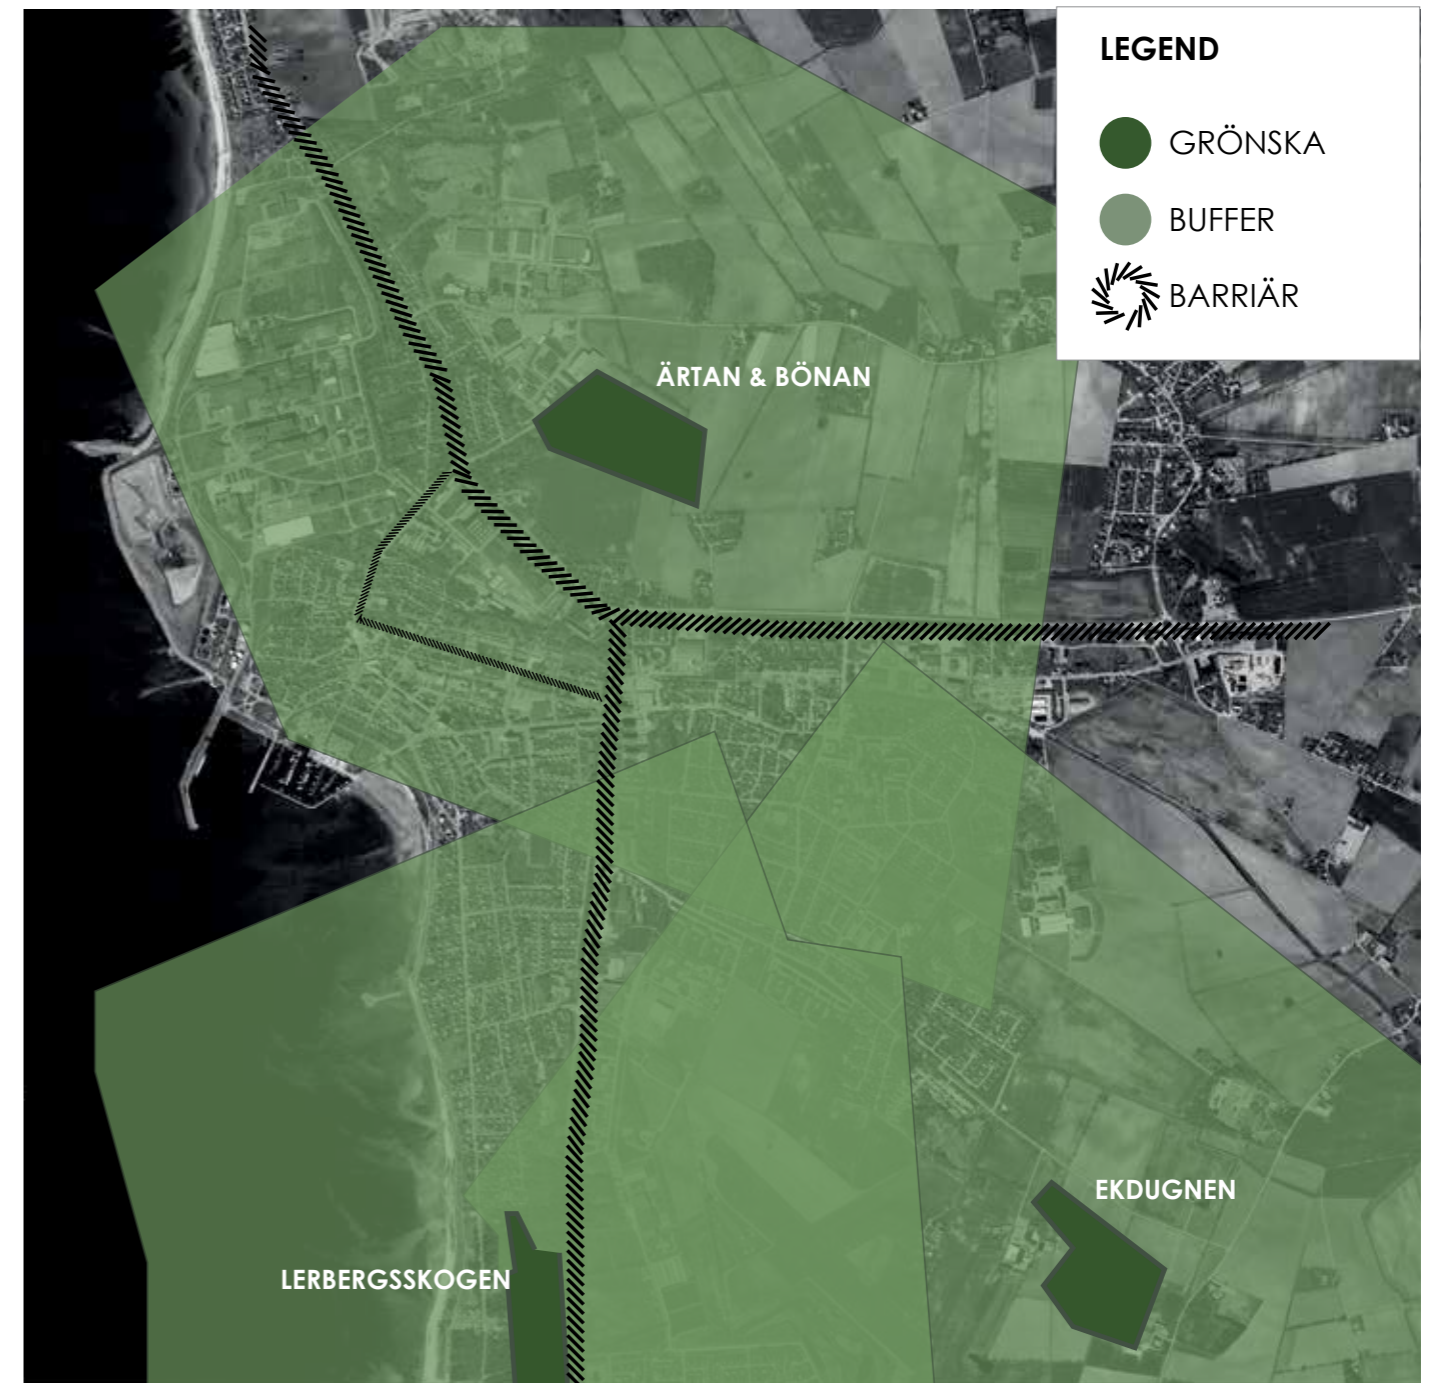 LEGEND
GRÖNSKA
BUFFER
BARRIÄR
ÄRTAN & BÖNAN
EKDUGNEN
LERBERGSSKOGEN